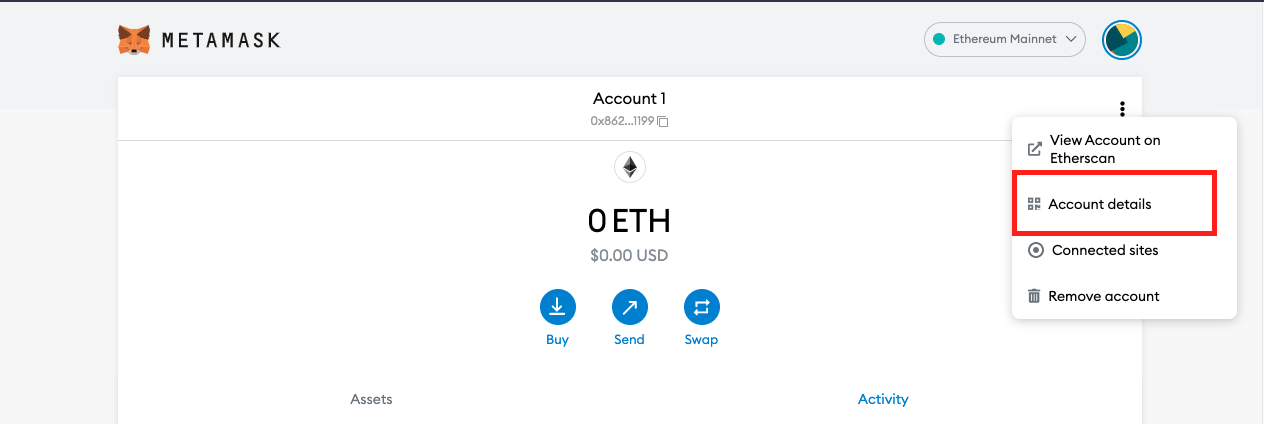 METAMASK
Ethereum Mainnet
Account 1
0x862...1199
View Account on
Etherscan
Account details
Connected sites
Remove account
0 ETH
$0.00 USD
Buy
Send
Swap
Assets
Activity